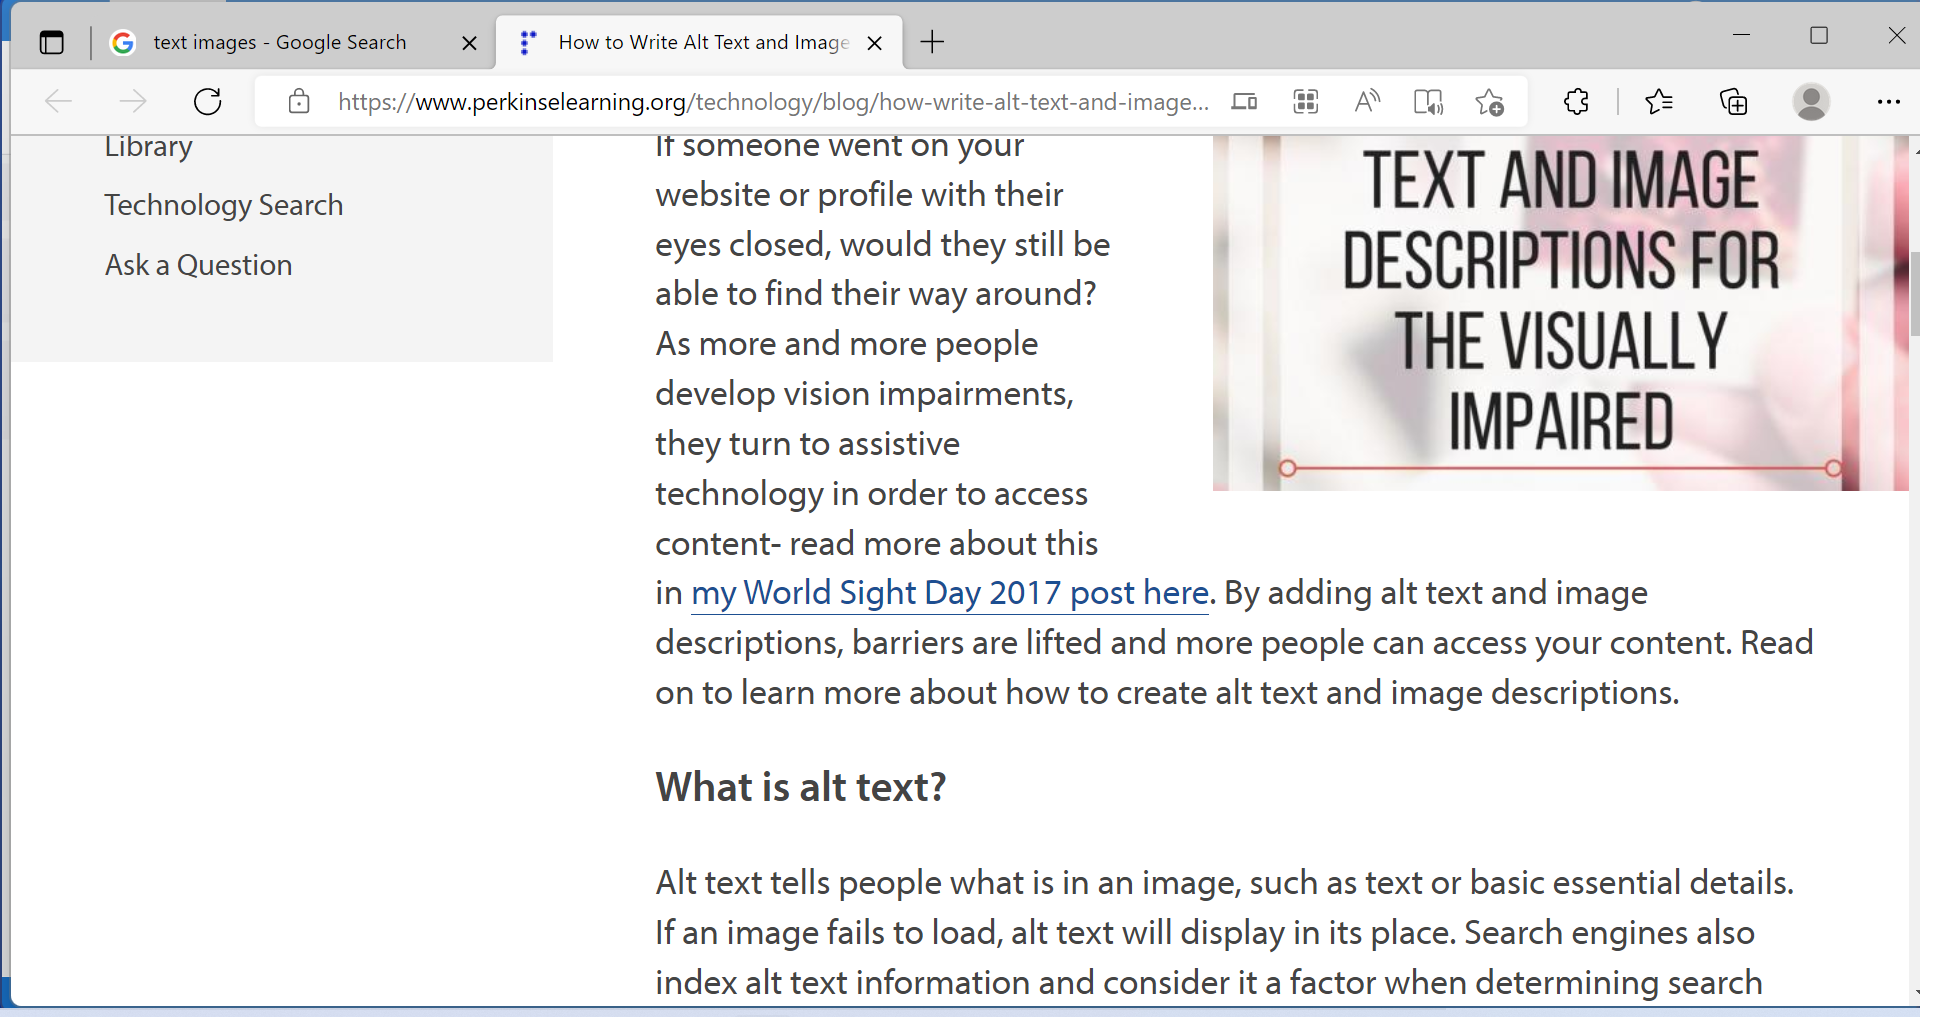 text images - Google Search
How to Write Alt Text and Image
https://www.perkinselearning.org/technology/blog/how-write-alt-text-and-image...
Library
Technology Search
Ask a Question
If someone went on your
website or profile with their
eyes closed, would they still be
able to find their way around?
As more and more people
develop vision impairments,
they turn to assistive
technology in order to access
content- read more about this
in my World Sight Day 2017 post here. By adding alt text and image
descriptions, barriers are lifted and more people can access your content. Read
on to learn more about how to create alt text and image descriptions.
TEXT AND IMAGE
DESCRIPTIONS FOR
THE VISUALLY
IMPAIRED
What is alt text?
Alt text tells people what is in an image, such as text or basic essential details.
If an image fails to load, alt text will display in its place. Search engines also
index alt text information and consider it a factor when determining search